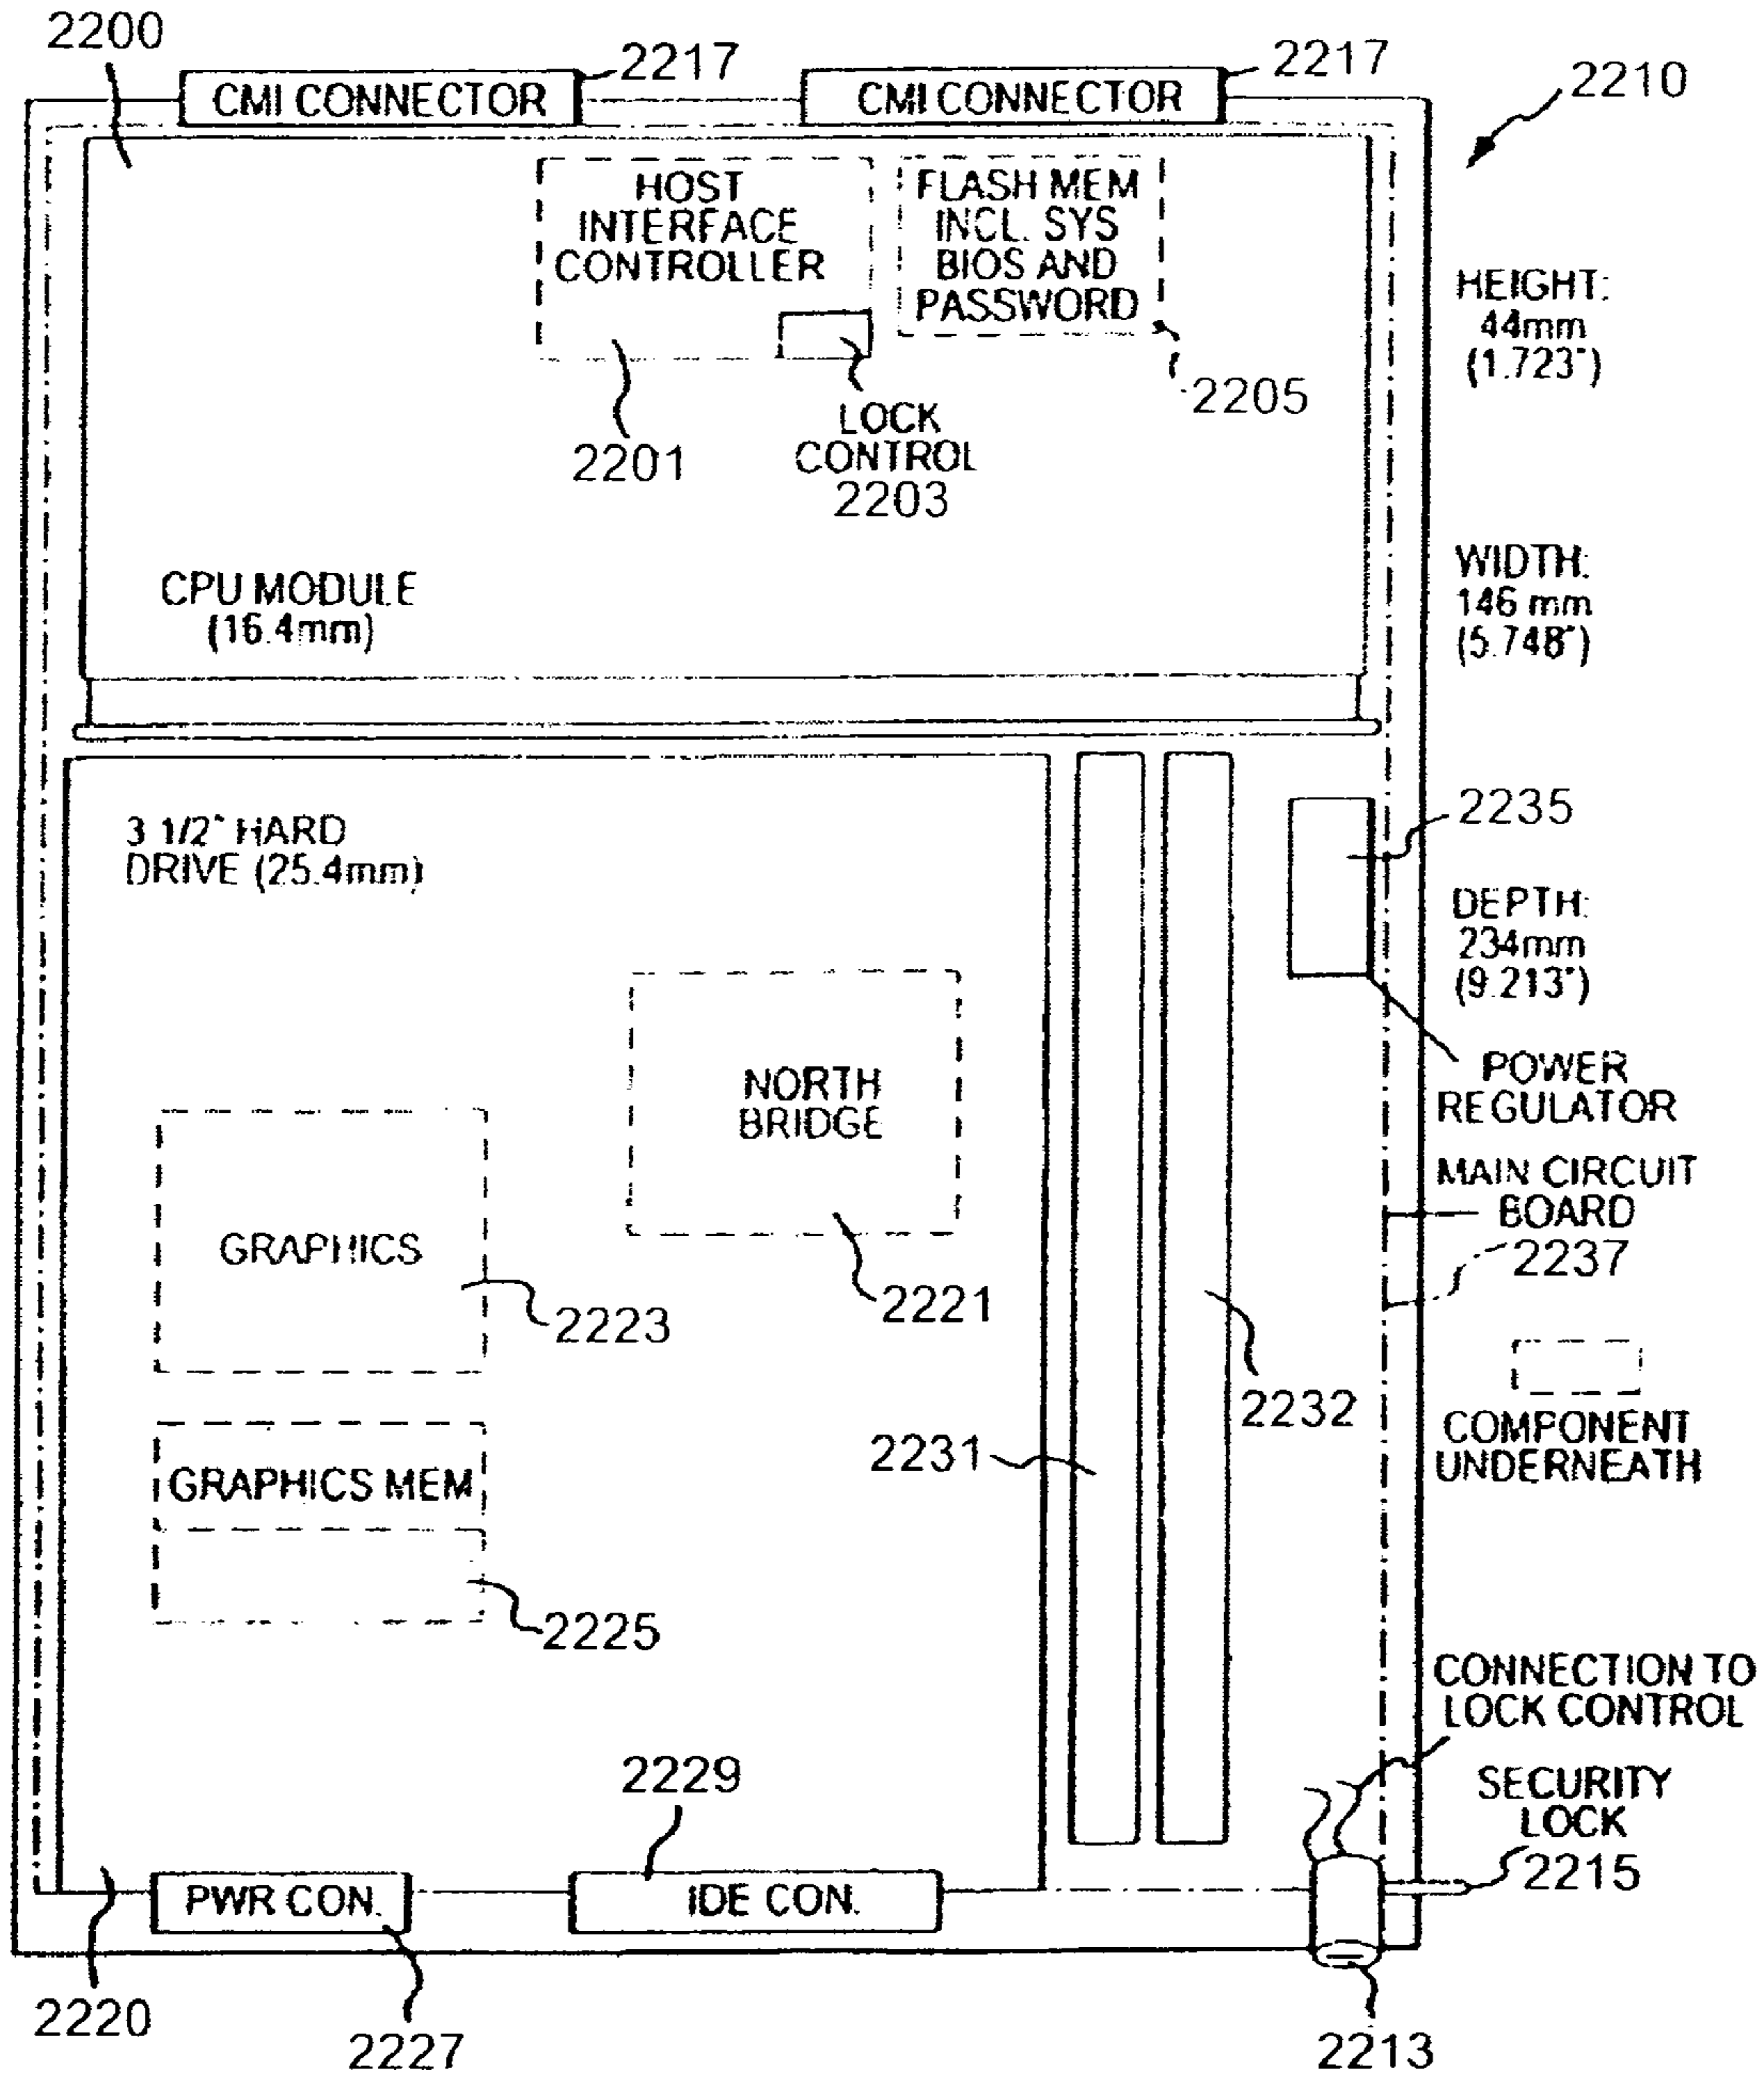 2200
2217
2217
2210
CMI CONNECTOR
CMI CONNECTOR
HOST
INTERFACE
CONTROLLER
FLASH MEM
INCL. SYS
BIOS AND
PASSWORD
HEIGHT:
44mm
(1.723")
2205
LOCK
CONTROL
2203
2201
CPU MODULE
(16.4mm)
WIDTH:
146 mm
(5.748")
3 1/2" HARD
DRIVE (25.4mm)
2235
DEPTH:
234mm
(9.213")
NORTH
BRIDGE
POWER
REGULATOR
MAIN CIRCUIT
BOARD
2237
GRAPHICS
2221
2223
2232
COMPONENT
UNDERNEATH
2231
GRAPHICS MEM
2225
CONNECTION TO
LOCK CONTROL
2229
SECURITY
LOCK
2215
PWR CON.
IDE CON.
2220
2227
2213